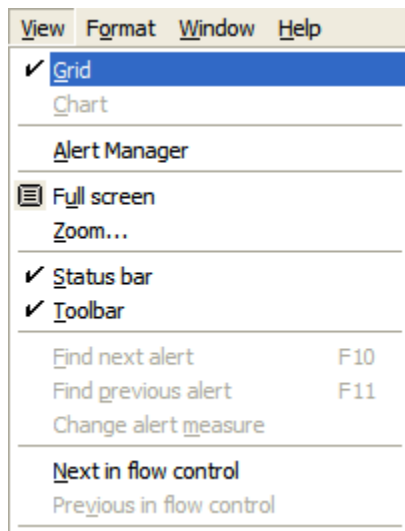 View Format Window Help
Grid
Chart
Alert Manager
Full screen
Zoom...
Status bar
Toolbar
Find next alert F10
Find previous alert F11
Change alert measure
Next in flow control
Previous in flow control